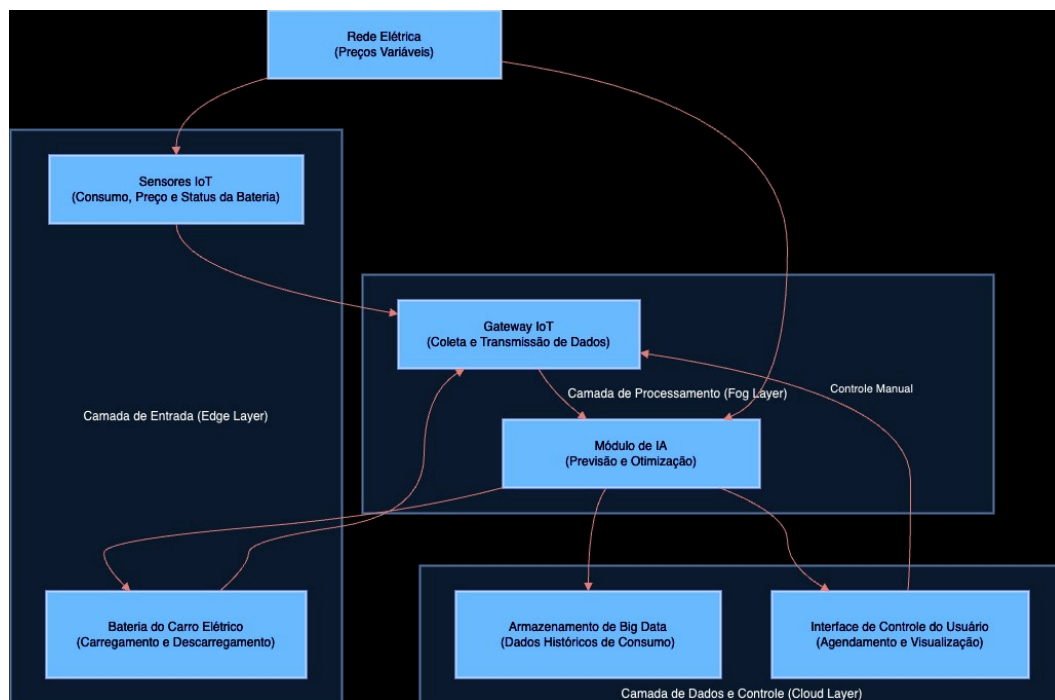 Rede Elétrica
(Preços Variáveis)
Sensores IoT
(Consumo, Preço e Status da Bateria)
Gateway IoT
(Coleta e Transmissão de Dados)
Camada de Processamento (Fog Layer)
Controle Manual
Camada de Entrada (Edge Layer)
Módulo de IA
(Previsão e Otimização)
Bateria do Carro Elétrico
(Carregamento e Descarregamento)
Armazenamento de Big Data
(Dados Históricos de Consumo)
Interface de Controle do Usuário
(Agendamento e Visualização)
Camada de Dados e Controle (Cloud Layer)